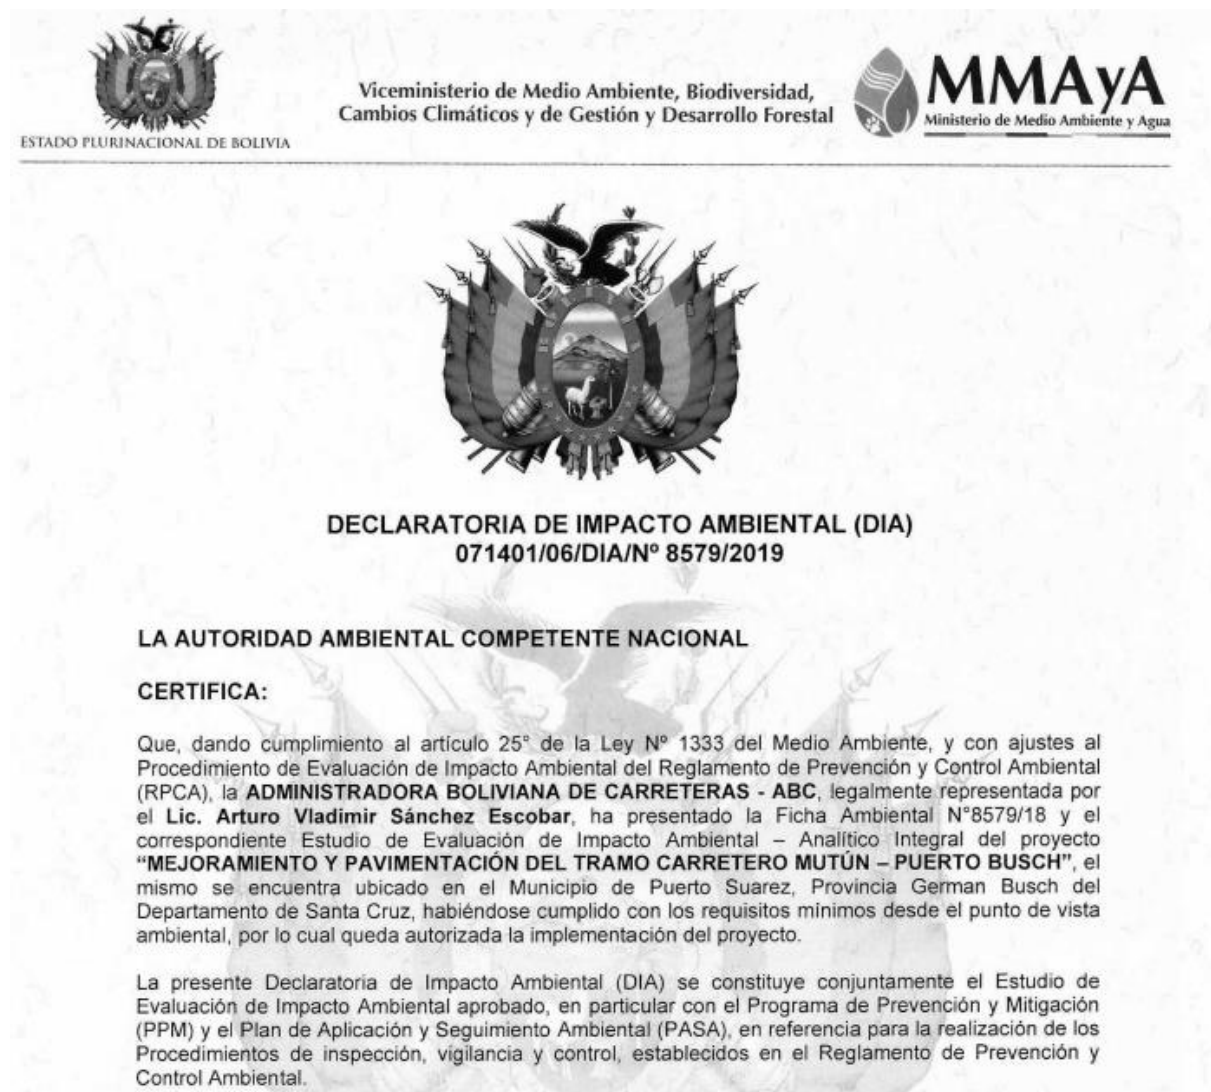 ESTADO PLURINACIONAL DE BOLIVIA
Viceministerio de Medio Ambiente, Biodiversidad,
Cambios Climáticos y de Gestión y Desarrollo Forestal
MMAyA
Ministerio de Medio Ambiente y Agua
DECLARATORIA DE IMPACTO AMBIENTAL (DIA)
071401/06/DIA/Nº 8579/2019
LA AUTORIDAD AMBIENTAL COMPETENTE NACIONAL
CERTIFICA:
Que, dando cumplimiento al artículo 25° de la Ley Nº 1333 del Medio Ambiente, y con ajustes al
Procedimiento de Evaluación de Impacto Ambiental del Reglamento de Prevención y Control Ambiental
(RPCA), la ADMINISTRADORA BOLIVIANA DE CARRETERAS - ABC, legalmente representada por
el Lic. Arturo Vladimir Sánchez Escobar, ha presentado la Ficha Ambiental N°8579/18 y el
correspondiente Estudio de Evaluación de Impacto Ambiental – Analítico Integral del proyecto
“MEJORAMIENTO Y PAVIMENTACIÓN DEL TRAMO CARRETERO MUTÚN – PUERTO BUSCH”, el
mismo se encuentra ubicado en el Municipio de Puerto Suarez, Provincia German Busch del
Departamento de Santa Cruz, habiéndose cumplido con los requisitos mínimos desde el punto de vista
ambiental, por lo cual queda autorizada la implementación del proyecto.
La presente Declaratoria de Impacto Ambiental (DIA) se constituye conjuntamente el Estudio de
Evaluación de Impacto Ambiental aprobado, en particular con el Programa de Prevención y Mitigación
(PPM) y el Plan de Aplicación y Seguimiento Ambiental (PASA), en referencia para la realización de los
Procedimientos de inspección, vigilancia y control, establecidos en el Reglamento de Prevención y
Control Ambiental.